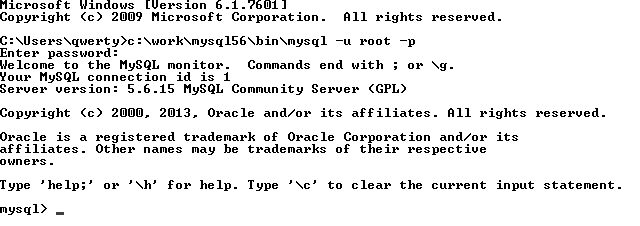 Microsoft Windows [Version 6.1.7601]
Copyright (c) 2009 Microsoft Corporation.  All rights reserved.
C:\Users\qwerty>c:\work\mysql56\bin\mysql -u root -p
Enter password:
Welcome to the MySQL monitor.  Commands end with ; or \g.
Your MySQL connection id is 1
Server version: 5.6.15 MySQL Community Server (GPL)
Copyright (c) 2000, 2013, Oracle and/or its affiliates. All rights reserved.
Oracle is a registered trademark of Oracle Corporation and/or its
affiliates. Other names may be trademarks of their respective
owners.
Type 'help;' or '\h' for help. Type '\c' to clear the current input statement.
mysql> _